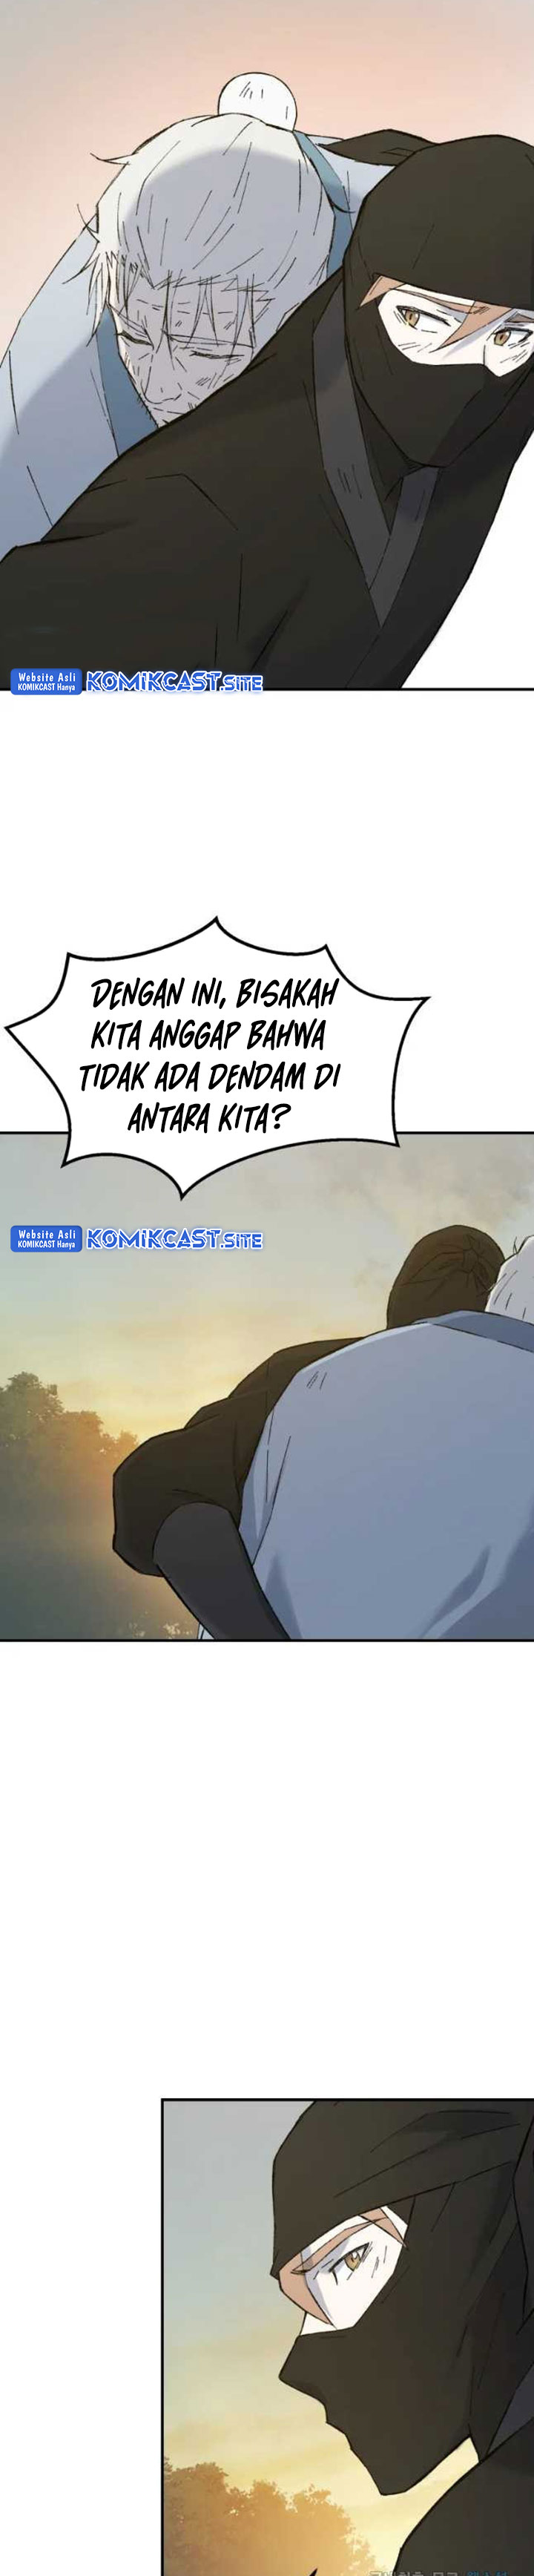 Website Asli
KOMIKCAST Hanya
KOMIKCAST.SITE
DENGAN INI, BISAKAH
KITA ANGGAP BAHWA
TIDAK ADA DENDAM DI
ANTARA KITA?
Website Asli
KOMIKCAST Hanya
KOMIKCAST.SITE